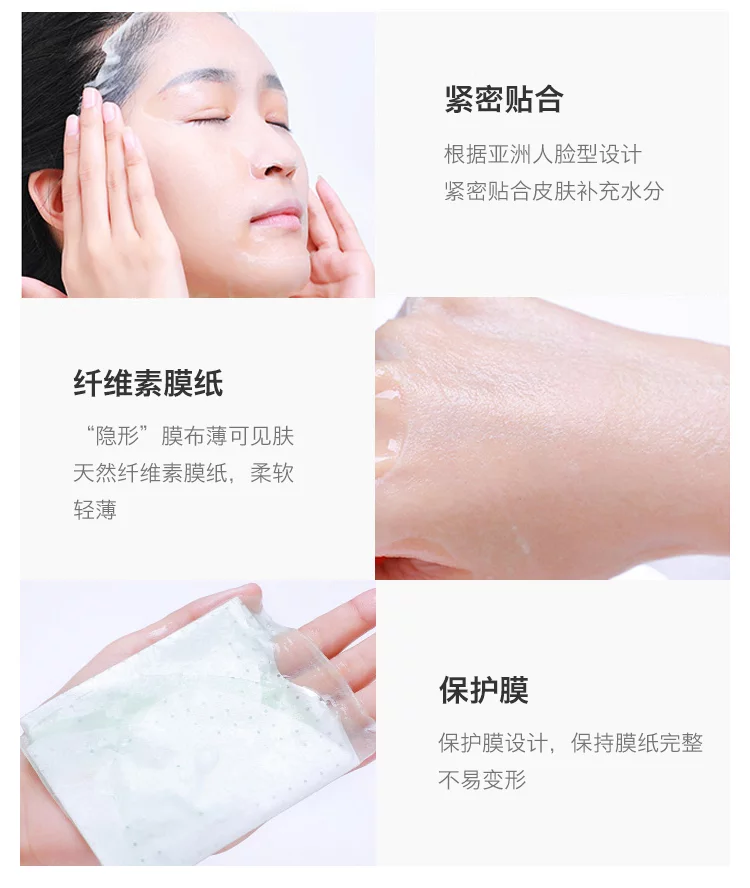 紧密贴合
根据亚洲人脸型设计
紧密贴合皮肤补充水分
纤维素膜纸
“隐形”膜布薄可见肤
天然纤维素膜纸，柔软
轻薄
保护膜
保护膜设计，保持膜纸完整
不易变形